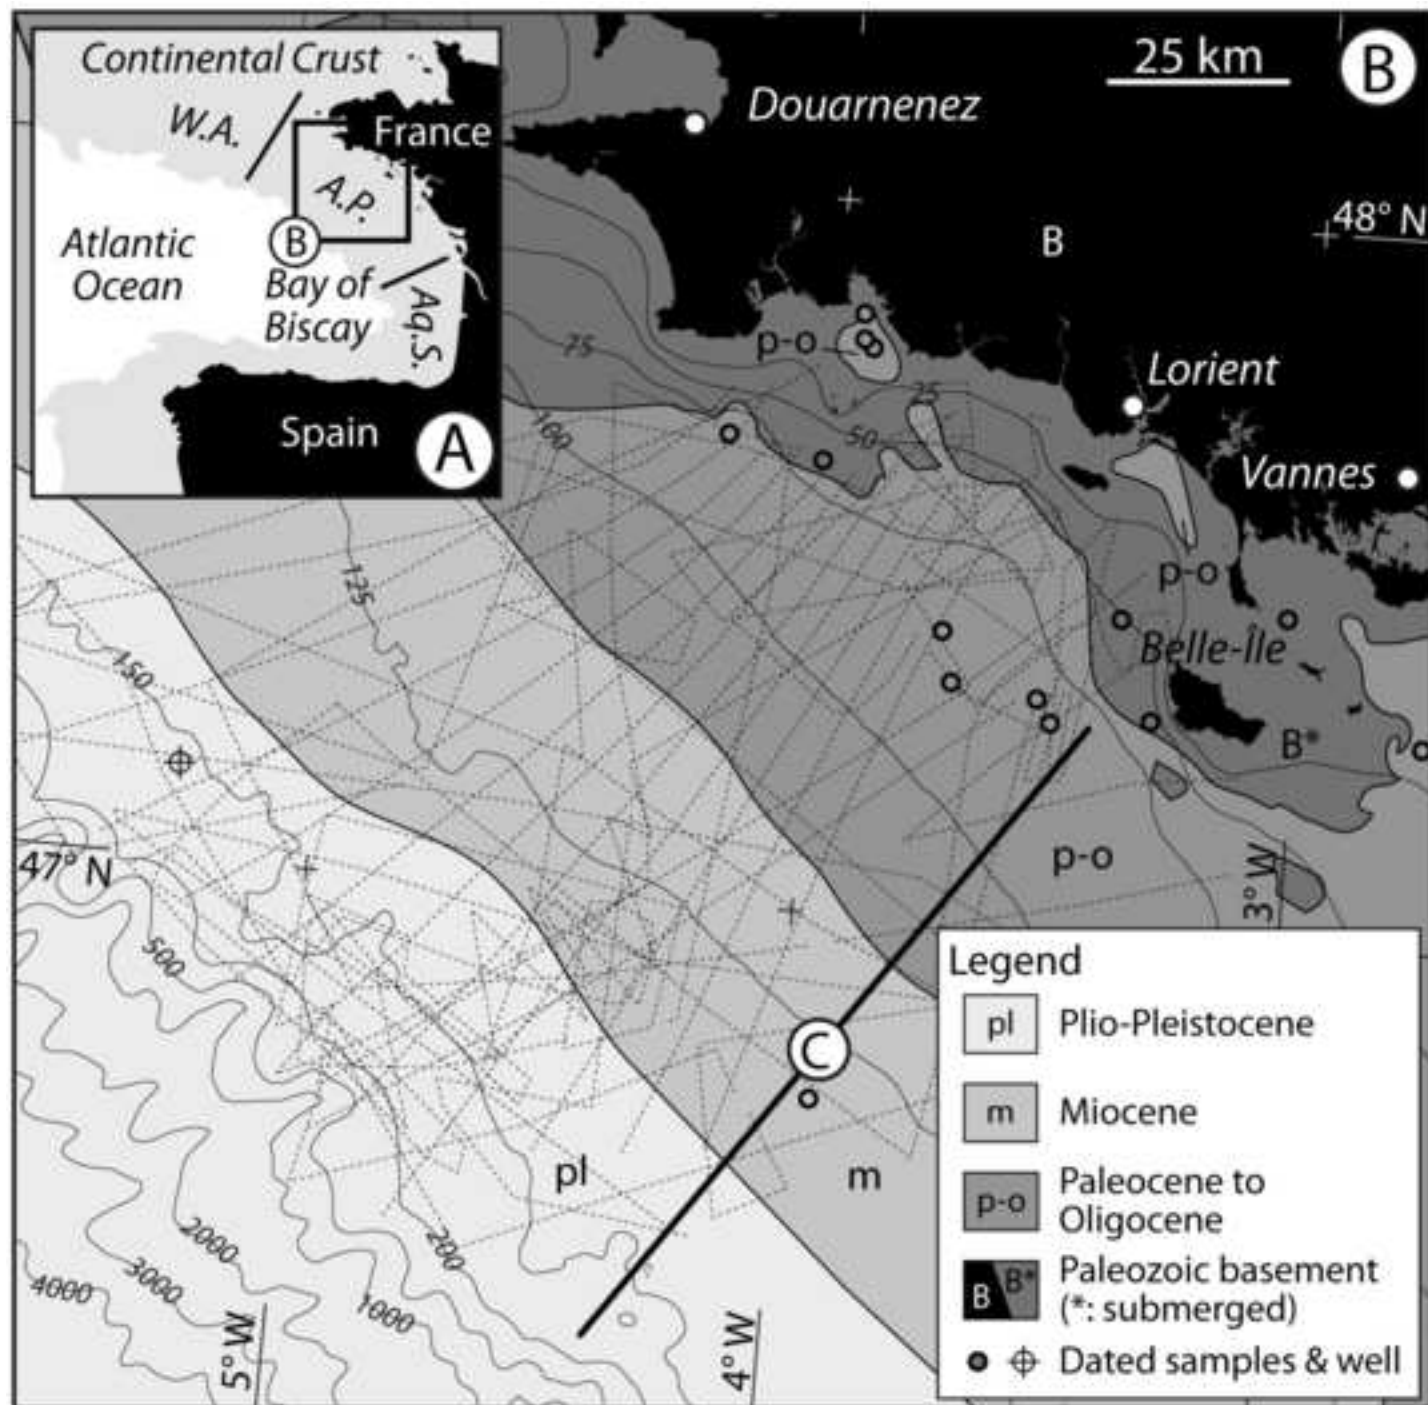 Continental Crust
W.A.
France
A.P.
B
Atlantic
Ocean
Bay of
Biscay
Aq.S.
Spain
A
25 km
B
Douarnenez
48° N
B
p-o
75
25
Lorient
100
50
Vannes
125
p-o
150
Belle-Île
B*
47° N
p-o
3° W
500
C
pl
m
200
2000
3000
4000
1000
5° W
4° W
Legend
pl Plio-Pleistocene
m Miocene
p-o Paleocene to
Oligocene
B B* Paleozoic basement
(*: submerged)
Dated samples & well